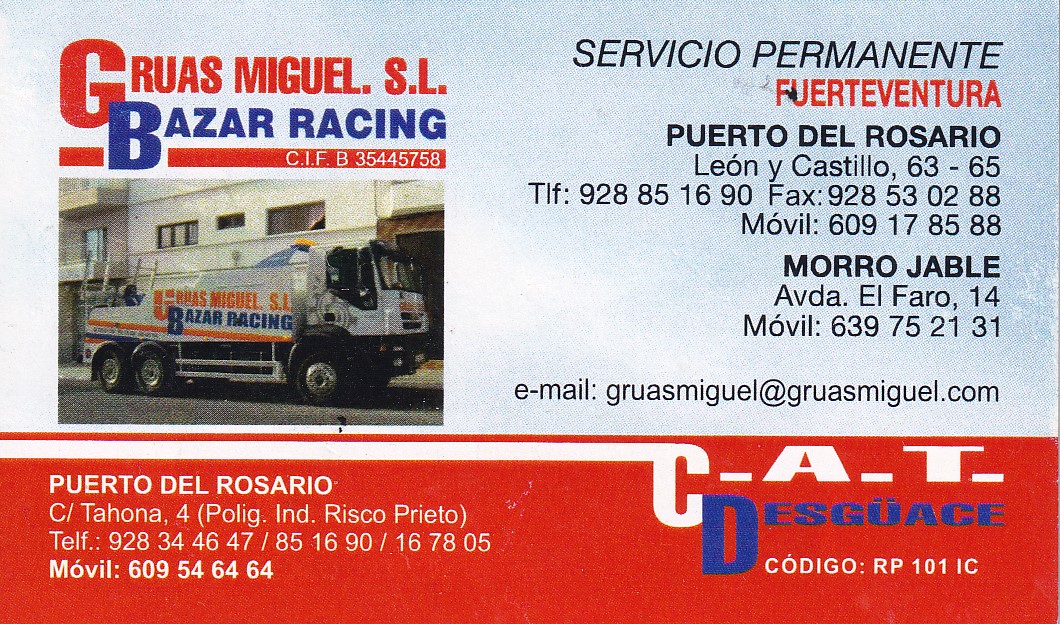 GRUAS MIGUEL. S.L.
BAZAR RACING
C.I.F. B 35445758
GRUAS MIGUEL. S.L.
BAZAR RACING
SERVICIO PERMANENTE
FUERTEVENTURA
PUERTO DEL ROSARIO
León y Castillo, 63 - 65
Tlf: 928 85 16 90 Fax: 928 53 02 88
Móvil: 609 17 85 88
MORRO JABLE
Avda. El Faro, 14
Móvil: 639 75 21 31
e-mail: gruasmiguel@gruasmiguel.com
PUERTO DEL ROSARIO
C/ Tahona, 4 (Polig. Ind. Risco Prieto)
Telf.: 928 34 46 47 / 85 16 90 / 16 78 05
Móvil: 609 54 64 64
C.A.T.
DESGÜACE
CÓDIGO: RP 101 IC